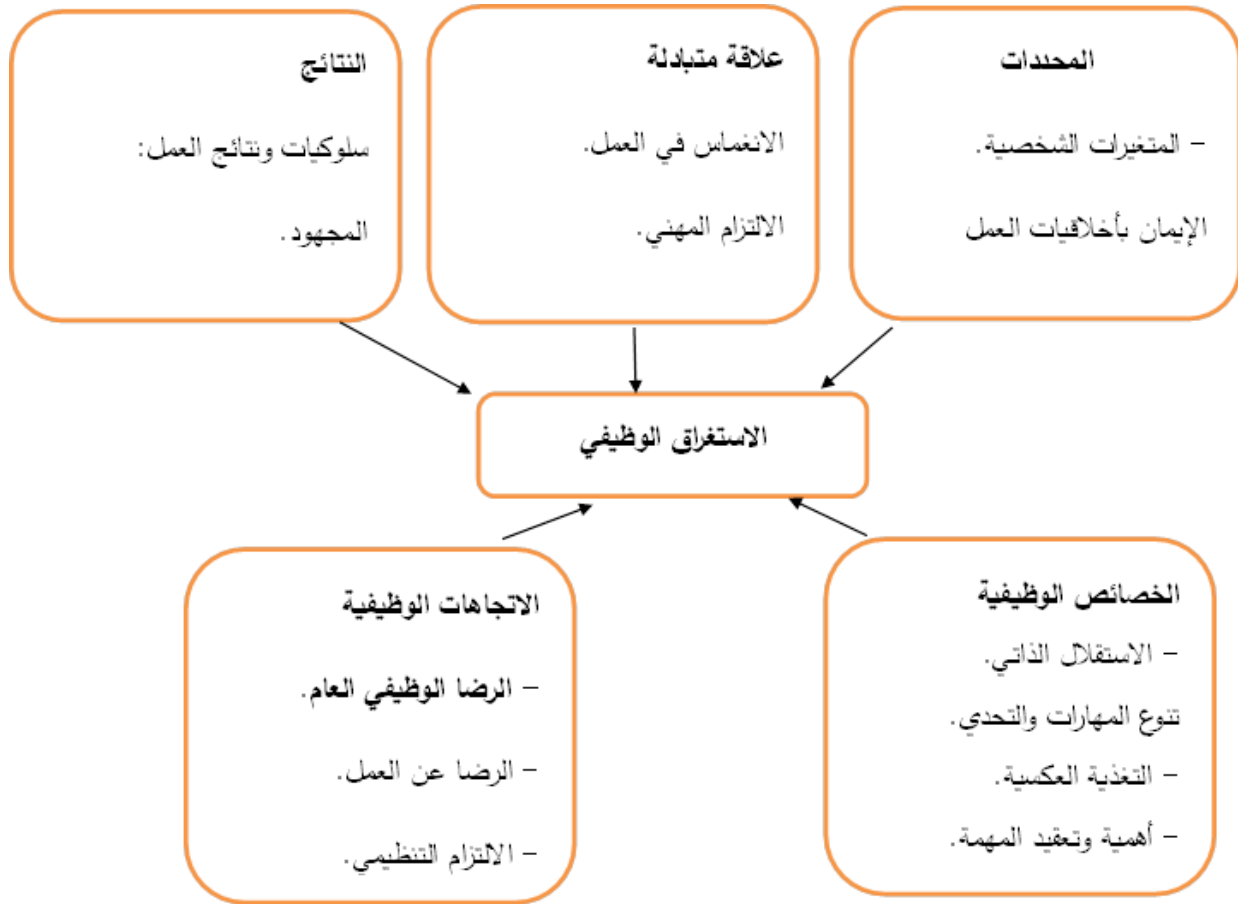 المحددات
– المتغيرات الشخصية.
الإيمان بأخلاقيات العمل
علاقة متبادلة
الانغماس في العمل.
الالتزام المهني.
النتائج
سلوكيات ونتائج العمل:
المجهود.
الاستغراق الوظيفي
الخصائص الوظيفية
– الاستقلال الذاتي.
تنوع المهارات والتحدي.
– التغذية العكسية.
– أهمية وتعقيد المهمة.
الاتجاهات الوظيفية
– الرضا الوظيفي العام.
– الرضا عن العمل.
– الالتزام التنظيمي.